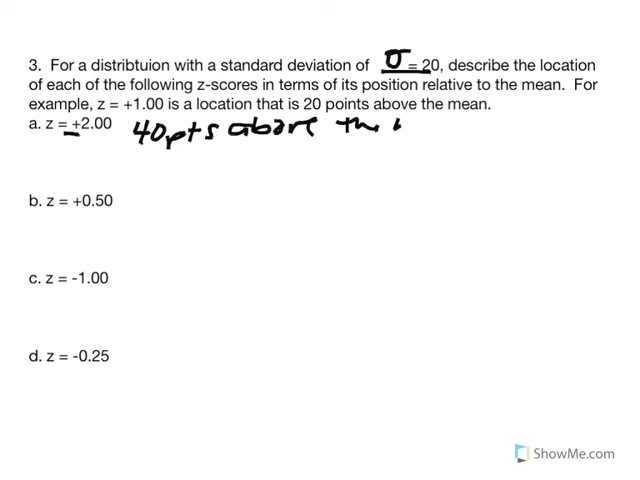 3. For a distribtuion with a standard deviation of σ = 20, describe the location
of each of the following z-scores in terms of its position relative to the mean. For
example, z = +1.00 is a location that is 20 points above the mean.
a. z = +2.00 40pts above the
b. z = +0.50
c. z = -1.00
d. z = -0.25
ShowMe.com